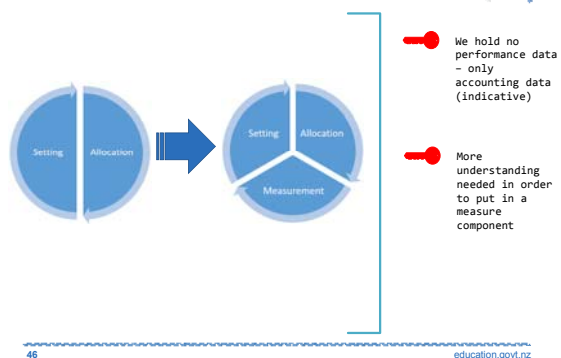 Setting
Allocation
Setting
Allocation
Measurement
We hold no
performance data
– only
accounting data
(indicative)
More
understanding
needed in order
to put in a
measure
component
46
education.govt.nz